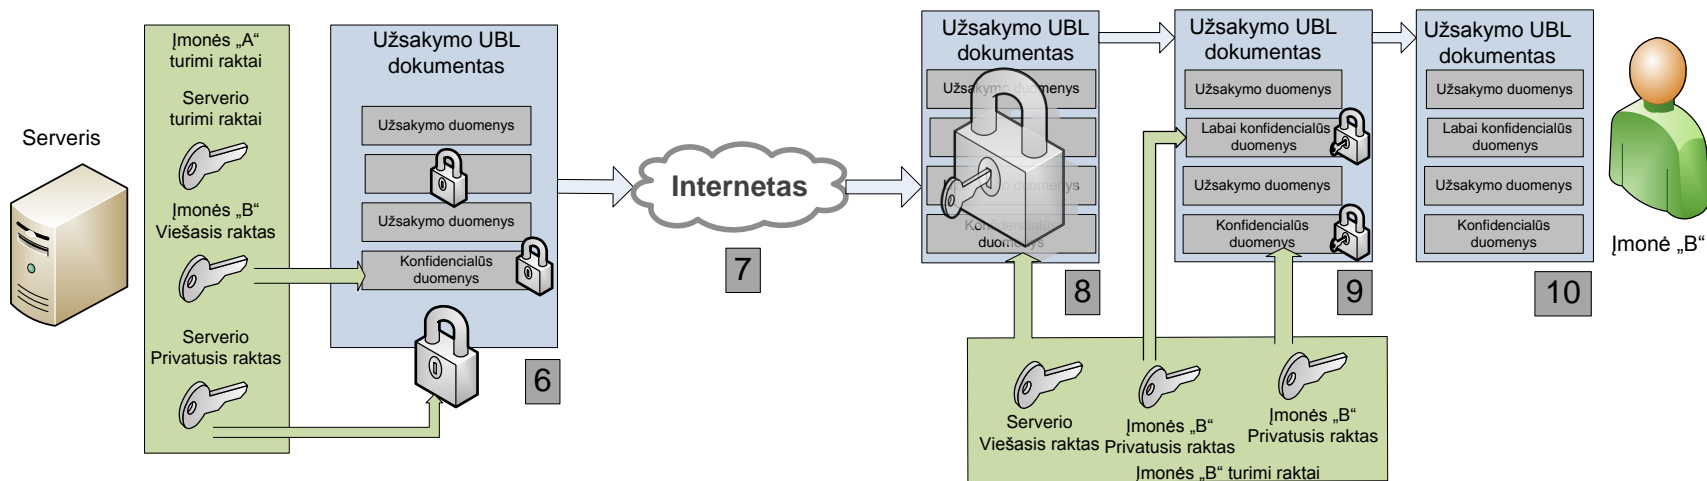 Serveris
Įmonės „A“
turimi raktai
Serverio
turimi raktai
Įmonės „B“
Viešasis raktas
Serverio
Privatusis raktas
Užsakymo UBL
dokumentas
Užsakymo duomenys
Užsakymo duomenys
Konfidencialūs
duomenys
6
Internetas
7
Užsakymo UBL
dokumentas
Užsakymo duomenys
duomenys
Konfidencialūs
duomenys
8
Užsakymo UBL
dokumentas
Užsakymo duomenys
Labai konfidencialūs
duomenys
Užsakymo duomenys
Konfidencialūs
duomenys
9
Užsakymo UBL
dokumentas
Užsakymo duomenys
Labai konfidencialūs
duomenys
Užsakymo duomenys
Konfidencialūs
duomenys
10
Įmonė „B“
Serverio
Viešasis raktas
Įmonės „B“
Privatusis raktas
Įmonės „B“
Privatusis raktas
Įmonės „B“ turimi raktai